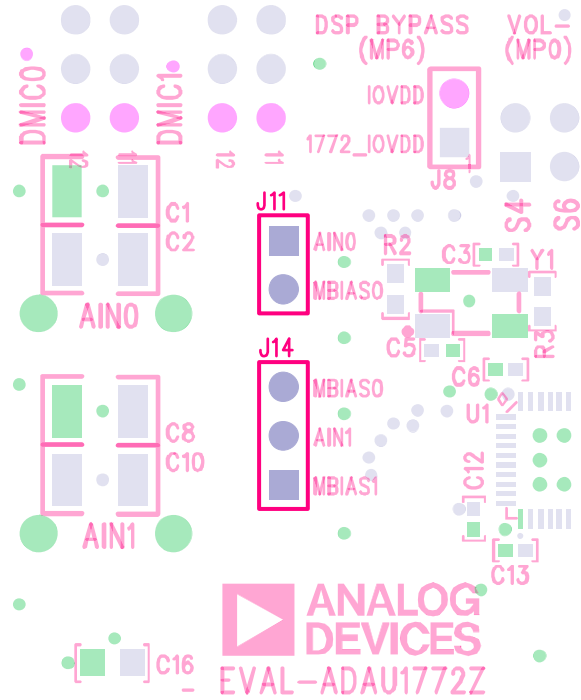 DSP BYPASS
(MP6)
VOL-
(MP0)
DMIC0
DMIC1
IOVDD
1772_IOVDD
1
J8
12
11
12
11
S4
S6
C1
C2
J11
AIN0
MBIAS0
R2
C3
Y1
AIN0
C5
R3
J14
MBIAS0
AIN1
MBIAS1
C6
U1
C8
C10
C12
AIN1
C13
ANALOG
DEVICES
C16
EVAL-ADAU1772Z